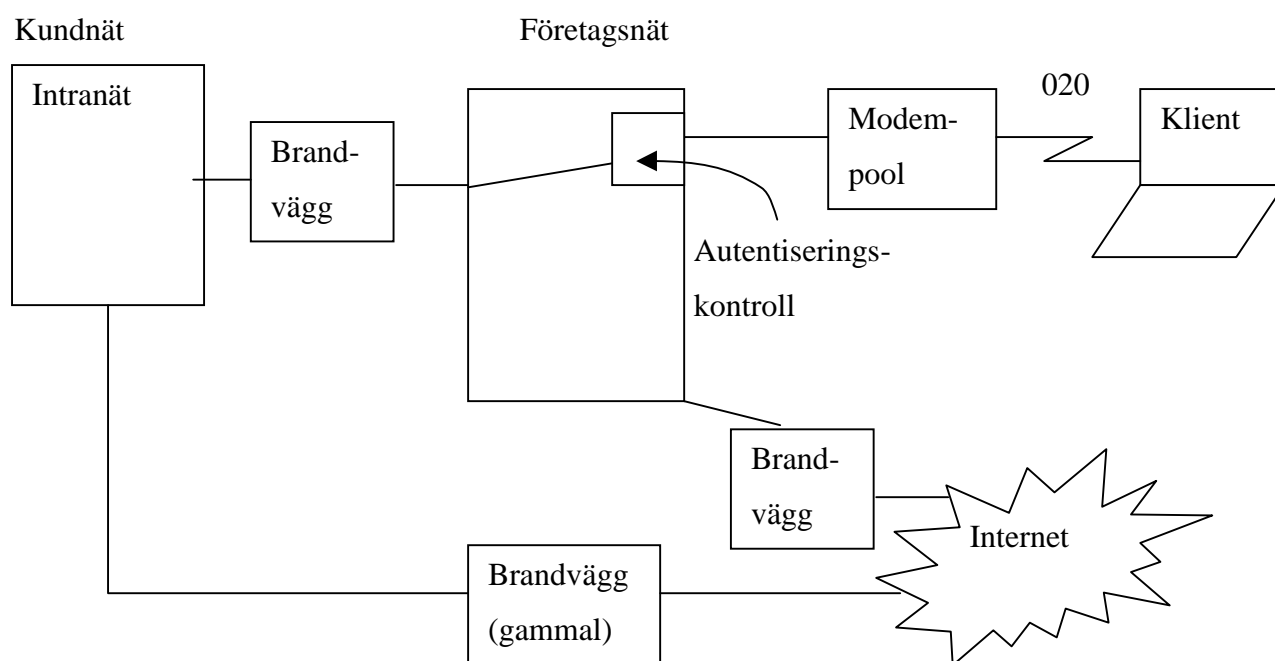 Kundnät
Företagsnät
Intranät
020
Brand-
vägg
Modem-
pool
Klient
Autentiserings-
kontroll
Brand-
vägg
Internet
Brandvägg
(gammal)